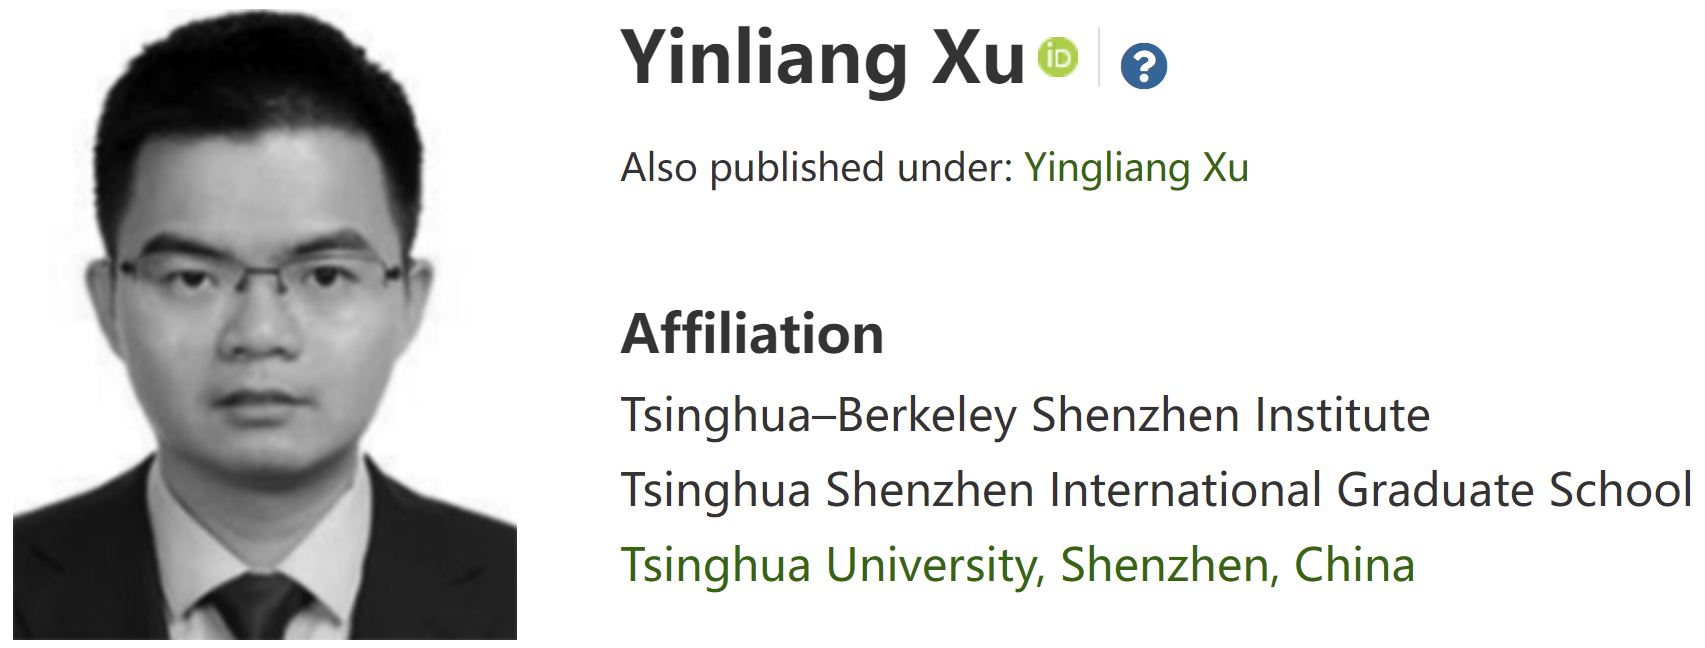 Yinliang Xu iD ?
Also published under: Yingliang Xu
Affiliation
Tsinghua–Berkeley Shenzhen Institute
Tsinghua Shenzhen International Graduate School
Tsinghua University, Shenzhen, China